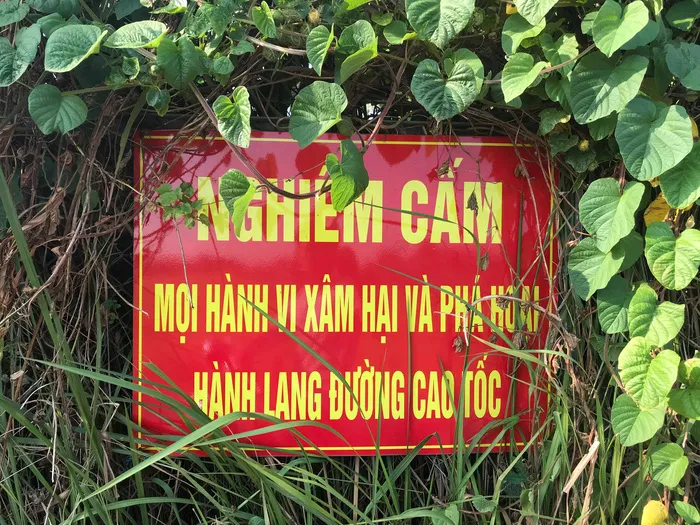 NGHIÊM CẤM
MỌI HÀNH VI XÂM HẠI VÀ PHÁ HOẠI
HÀNH LANG ĐƯỜNG CAO TỐC